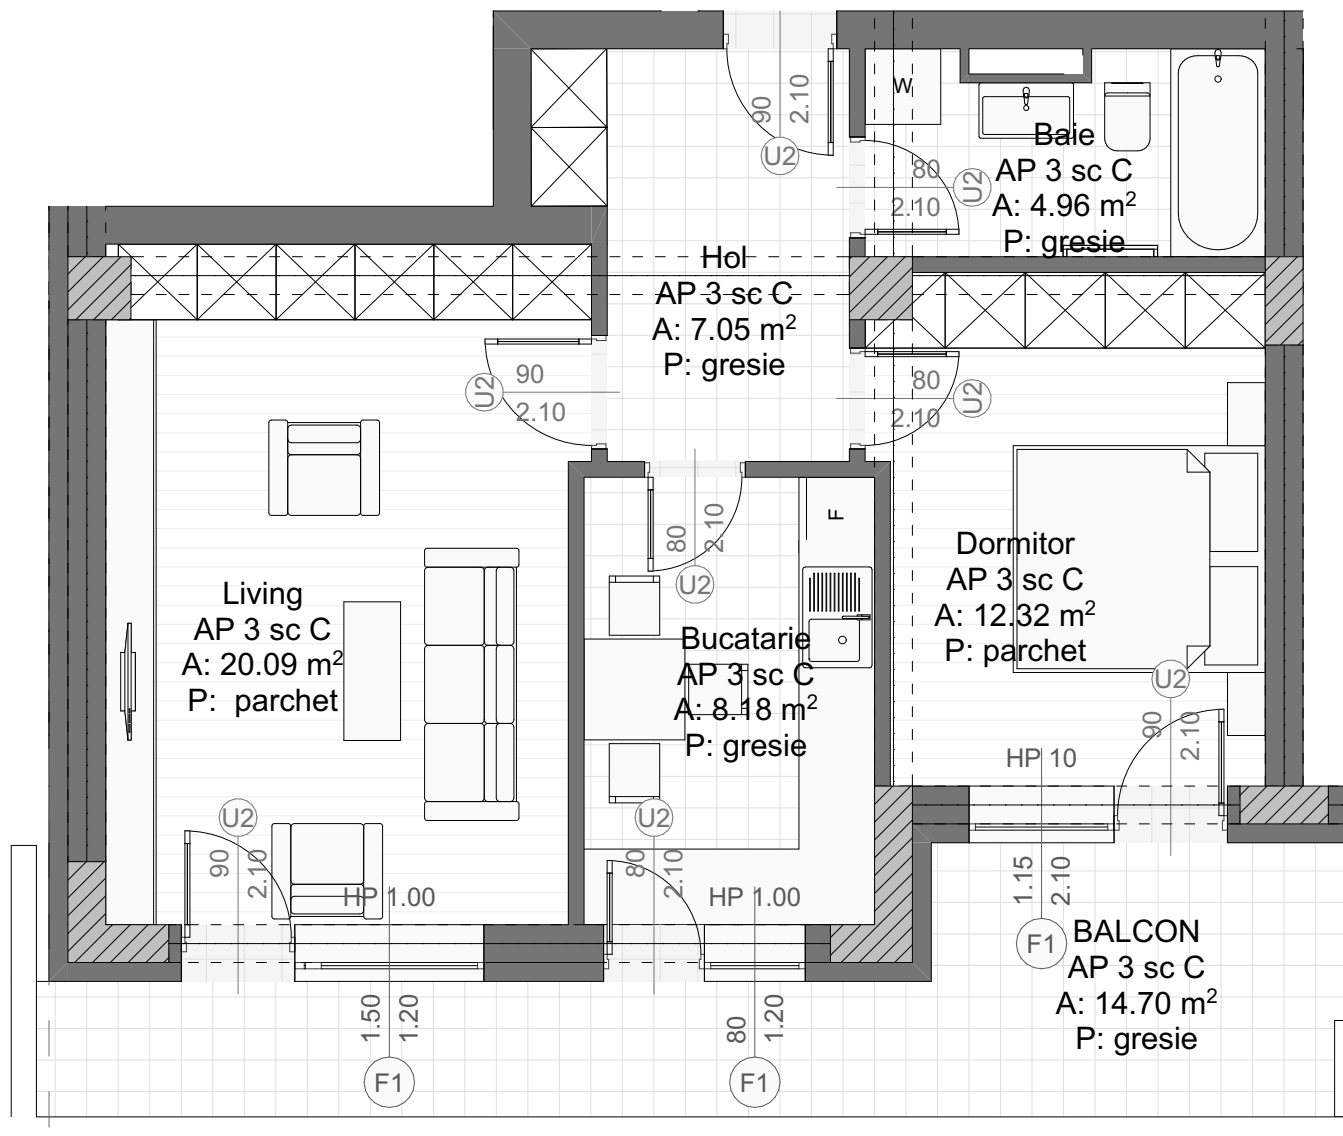 90
2.10
U2
W
Baie
AP 3 sc C
A: 4.96 m²
P: gresie
80
2.10
U2
Hol
AP 3 sc C
A: 7.05 m²
P: gresie
90
2.10
U2
80
2.10
U2
F
80
2.10
U2
Living
AP 3 sc C
A: 20.09 m²
P: parchet
Bucatarie
AP 3 sc C
A: 8.18 m²
P: gresie
Dormitor
AP 3 sc C
A: 12.32 m²
P: parchet
U2
90
2.10
HP 10
U2
90
2.10
HP 1.00
U2
80
2.10
HP 1.00
1.15
2.10
F1
BALCON
AP 3 sc C
A: 14.70 m²
P: gresie
1.50
1.20
F1
80
1.20
F1